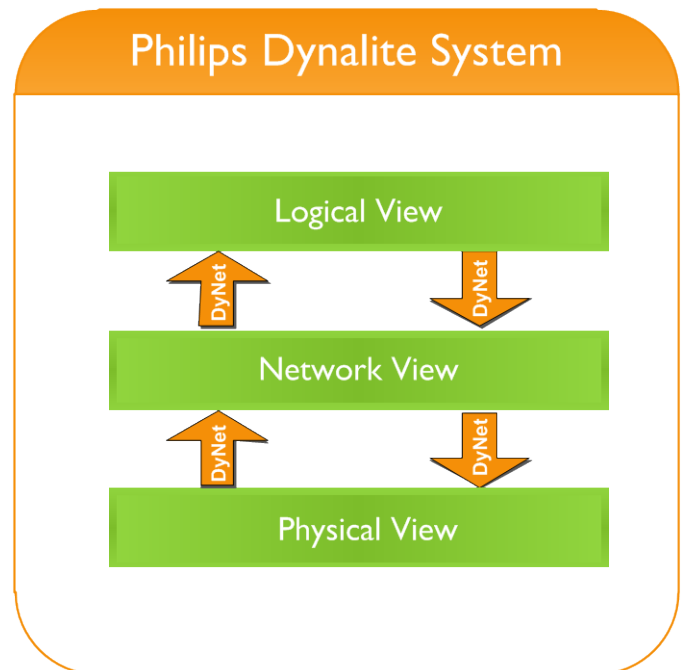 Philips Dynalite System
Logical View
DyNet
DyNet
Network View
DyNet
DyNet
Physical View